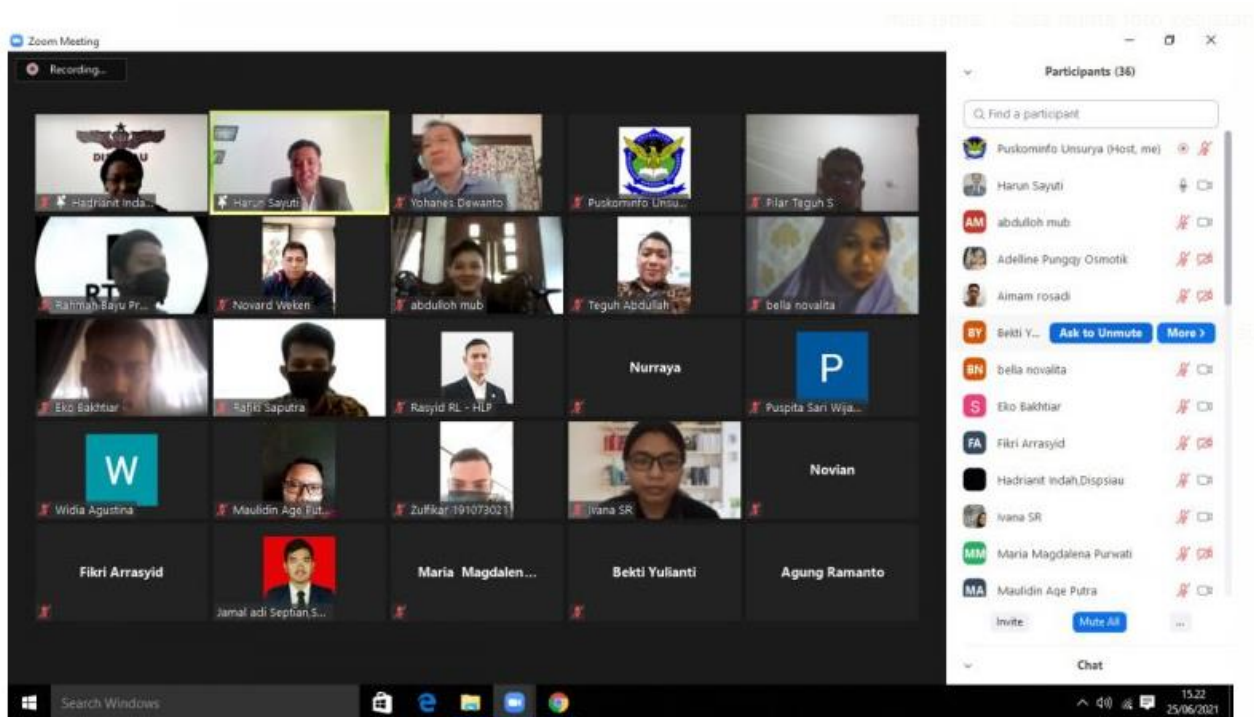 Zoom Meeting
Recording...
Participants (36)
Find a participant
Hadrianit Inda...
Harun Sayuti
Yohanes Dewanto
Puskominfo Unsu...
Pilar Teguh S
Rahmah Bayu Pr...
Novard Weken
abdulloh mub
Teguh Abdullah
bella novalita
Eko Bakhtiar
Rafiki Saputra
Rasyid RL - HLP
Nurraya
P
Puspita Sari Wija...
W
Widia Agustina
Maulidin Age Put...
Zulfikar 191073021
Ivana SR
Novian
Fikri Arrasyid
Jamal adi Septian,S...
Maria Magdalen...
Bekti Yulianti
Agung Ramanto
Puskominfo Unsurya (Host, me)
Harun Sayuti
AM abdulloh mub
Adelline Pungqy Osmotik
Aimam rosadi
BY Bekti Y... Ask to Unmute More >
BN bella novalita
S Eko Bakhtiar
FA Fikri Arrasyid
Hadrianit Indah,Dispsiau
Ivana SR
MM Maria Magdalena Purwati
MA Maulidin Age Putra
Invite Mute All ...
Chat
Search Windows
15.22
25/06/2021